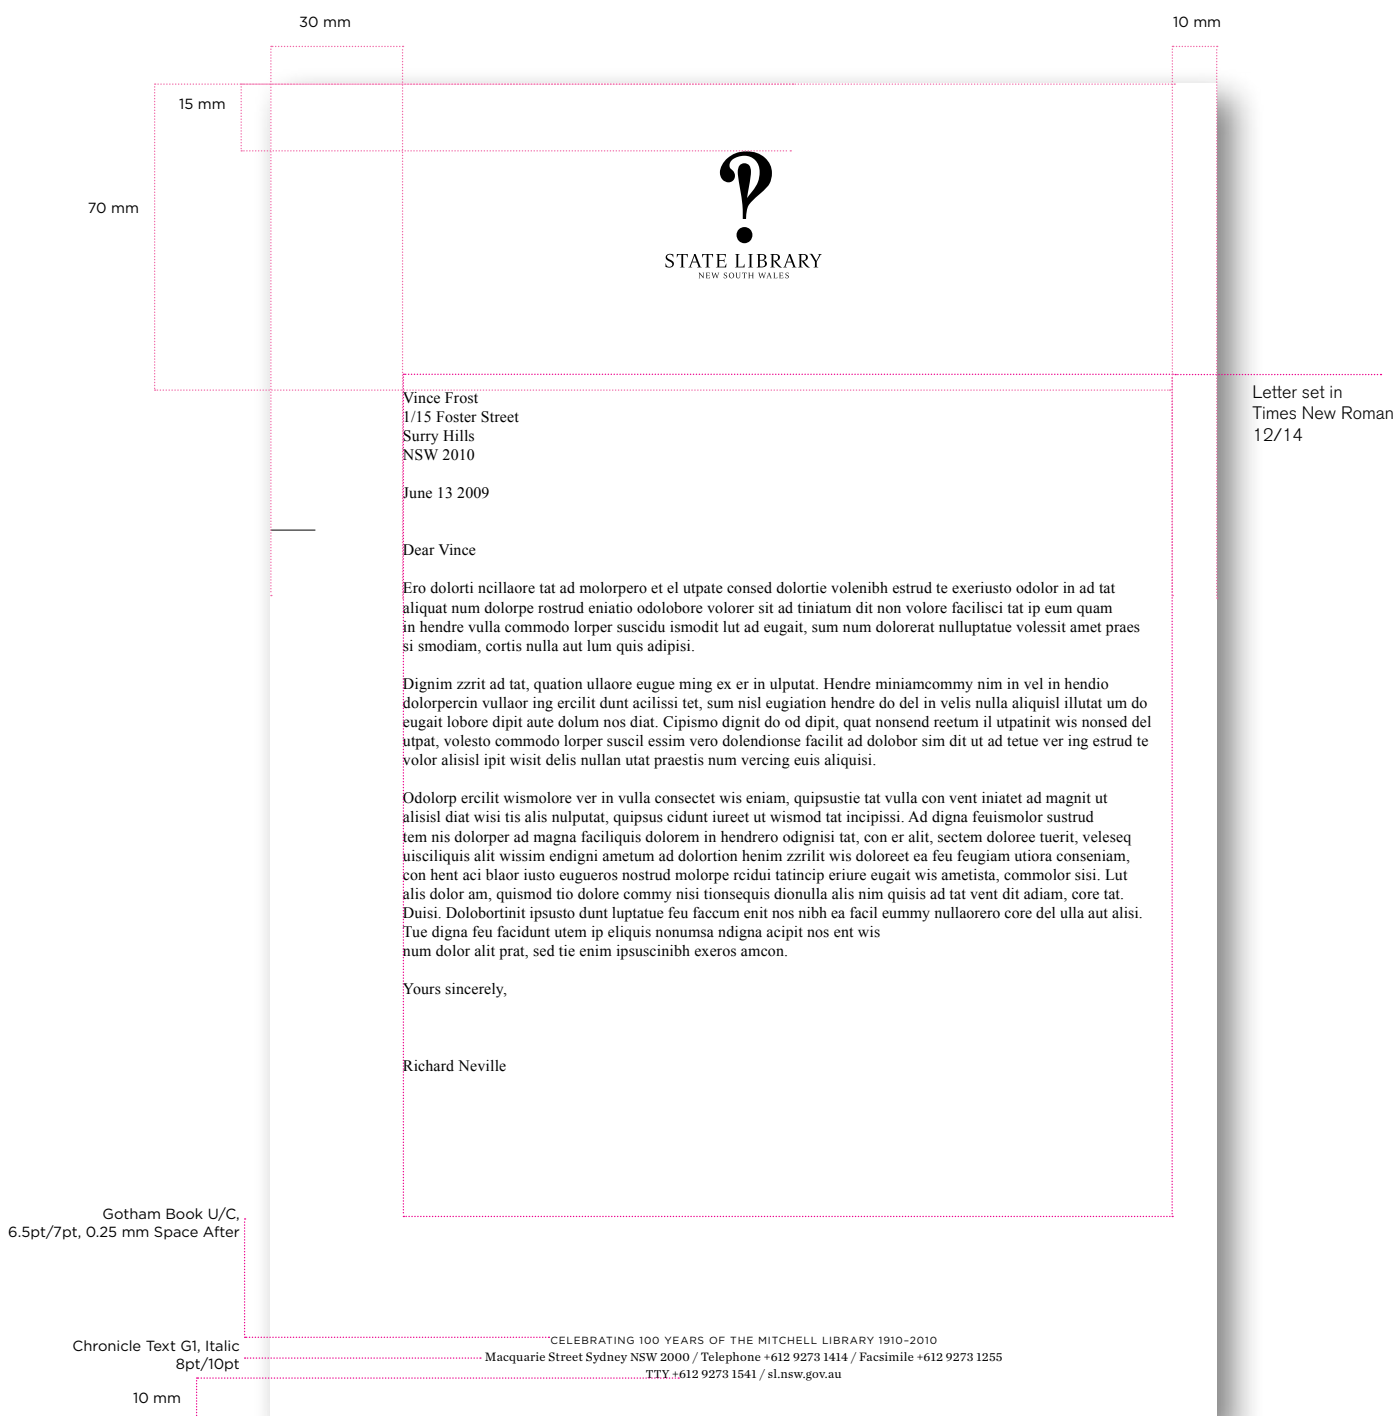 30 mm
10 mm
15 mm
70 mm
STATE LIBRARY
NEW SOUTH WALES
Letter set in
Times New Roman
12/14
Vince Frost
1/15 Foster Street
Surry Hills
NSW 2010
June 13 2009
Dear Vince
Ero dolorti ncillaore tat ad molorpero et el utpate consed dolortie volenibh estrud te exeriusto odolor in ad tat
aliquat num dolorpe rostrud eniatio odolobore volorer sit ad tiniatum dit non volore facilisci tat ip eum quam
in hendre vulla commodo lorper suscidu ismodit lut ad eugait, sum num dolorerat nulluptatue volessit amet praes
si smodiam, cortis nulla aut lum quis adipisi.
Dignim zzrit ad tat, quation ullaore eugue ming ex er in ulputat. Hendre miniamcommy nim in vel in hendio
dolorpercin vullaor ing ercilit dunt acilissi tet, sum nisl eugiation hendre do del in velis nulla aliquisl illutat um do
eugait lobore dipit aute dolum nos diat. Cipismo dignit do od dipit, quat nonsend reetum il utpatinit wis nonsed del
utpat, volesto commodo lorper suscil essim vero dolendionse facilit ad dolobor sim dit ut ad tetue ver ing estrud te
volor alisisl ipit wisit delis nullan utat praestis num vercing euis aliquisi.
Odolorp ercilit wismolore ver in vulla consectet wis eniam, quipsustie tat vulla con vent iniatet ad magnit ut
alisisl diat wisi tis alis nulputat, quipsus cidunt iureet ut wismod tat incipissi. Ad digna feuismolor sustrud
tem nis dolorper ad magna faciliquis dolorem in hendrero odignisi tat, con er alit, sectem doloree tuerit, veleseq
uisciliquis alit wissim endigni ametum ad dolortion henim zzrilit wis doloreet ea feu feugiam utiora conseniam,
con hent aci blaor iusto eugueros nostrud molorpe rcidui tatincip eriure eugait wis ametista, commolor sisi. Lut
alis dolor am, quismod tio dolore commy nisi tionsequis dionulla alis nim quisis ad tat vent dit adiam, core tat.
Duisi. Dolobortinit ipsusto dunt luptatue feu faccum enit nos nibh ea facil eummy nullaorero core del ulla aut alisi.
Tue digna feu facidunt utem ip eliquis nonumsa ndigna acipit nos ent wis
num dolor alit prat, sed tie enim ipsuscinibh exeros amcon.
Yours sincerely,
Richard Neville
Gotham Book U/C,
6.5pt/7pt, 0.25 mm Space After
CELEBRATING 100 YEARS OF THE MITCHELL LIBRARY 1910–2010
Chronicle Text G1, Italic
8pt/10pt
Macquarie Street Sydney NSW 2000 / Telephone +612 9273 1414 / Facsimile +612 9273 1255
TTY +612 9273 1541 / sl.nsw.gov.au
10 mm